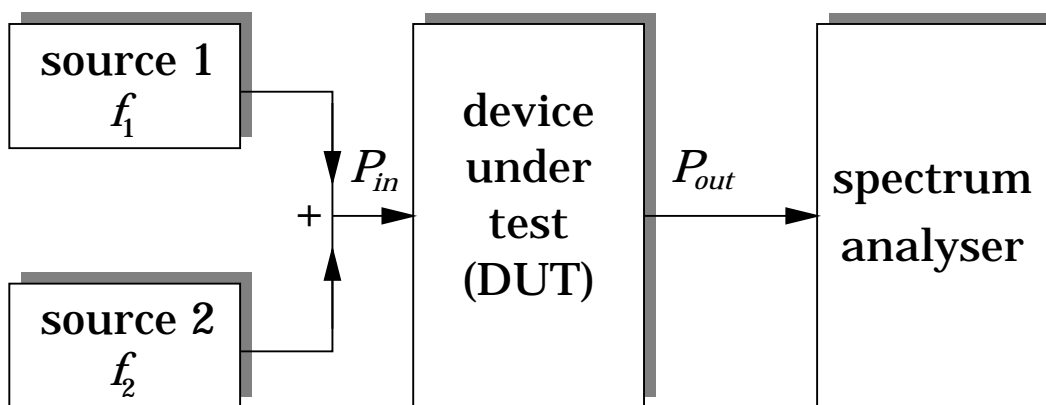 source 1
f1
source 2
f2
+
Pin
device
under
test
(DUT)
Pout
spectrum
analyser